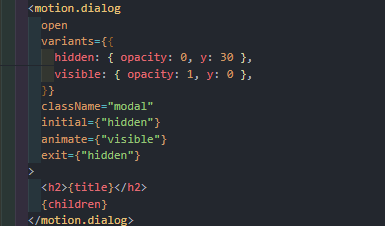 <motion.dialog
open
variants={{
hidden: { opacity: 0, y: 30 },
visible: { opacity: 1, y: 0 },
}}
className="modal"
initial={"hidden"}
animate={"visible"}
exit={"hidden"}
>
<h2>{title}</h2>
{children}
</motion.dialog>